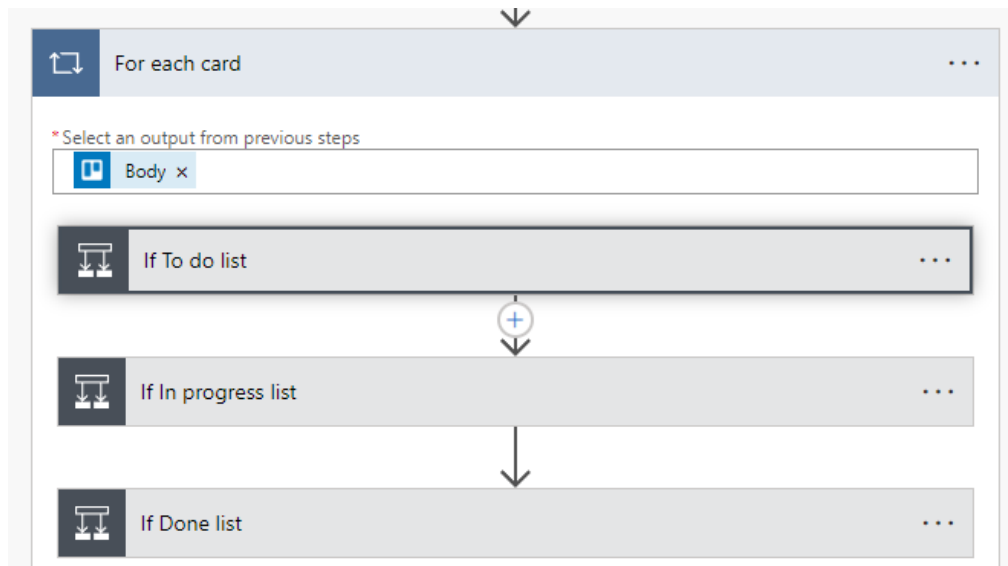 For each card
* Select an output from previous steps
Body ×
If To do list
If In progress list
If Done list